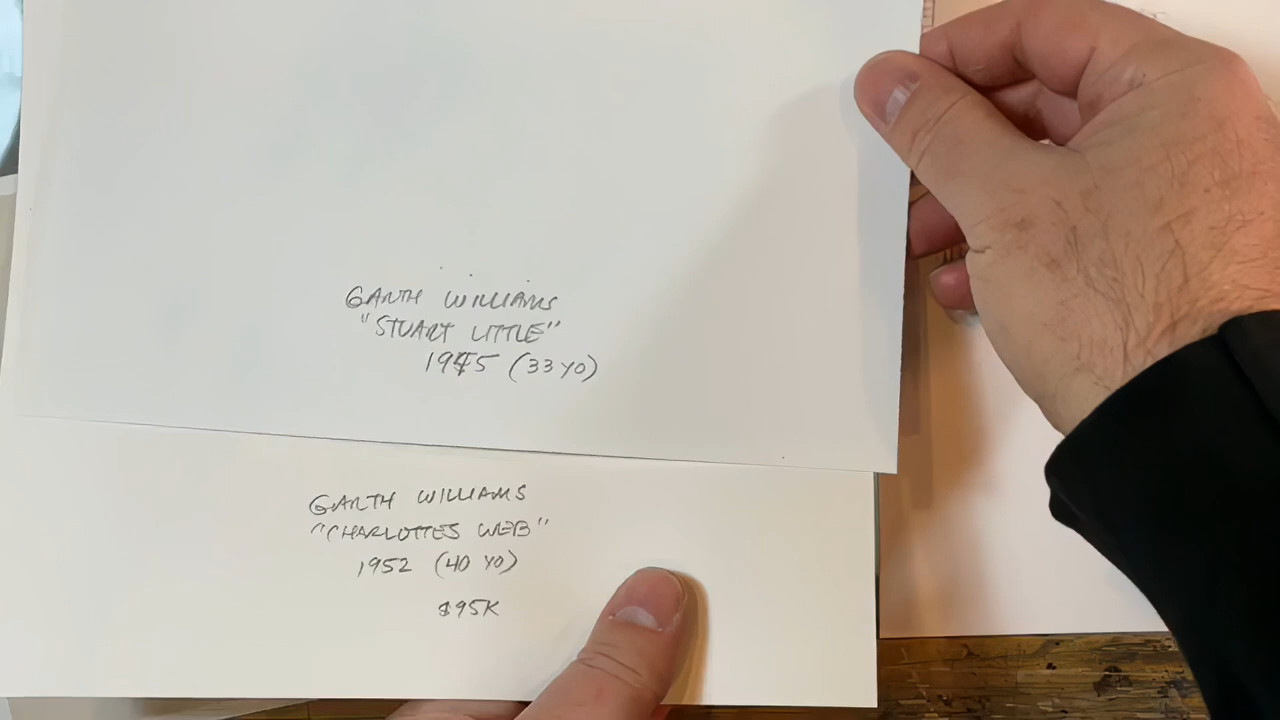 GARTH WILLIAMS
"STUART LITTLE"
1945 (33 YO)
GARTH WILLIAMS
"CHARLOTTES WEB"
1952 (40 YO)
$95K